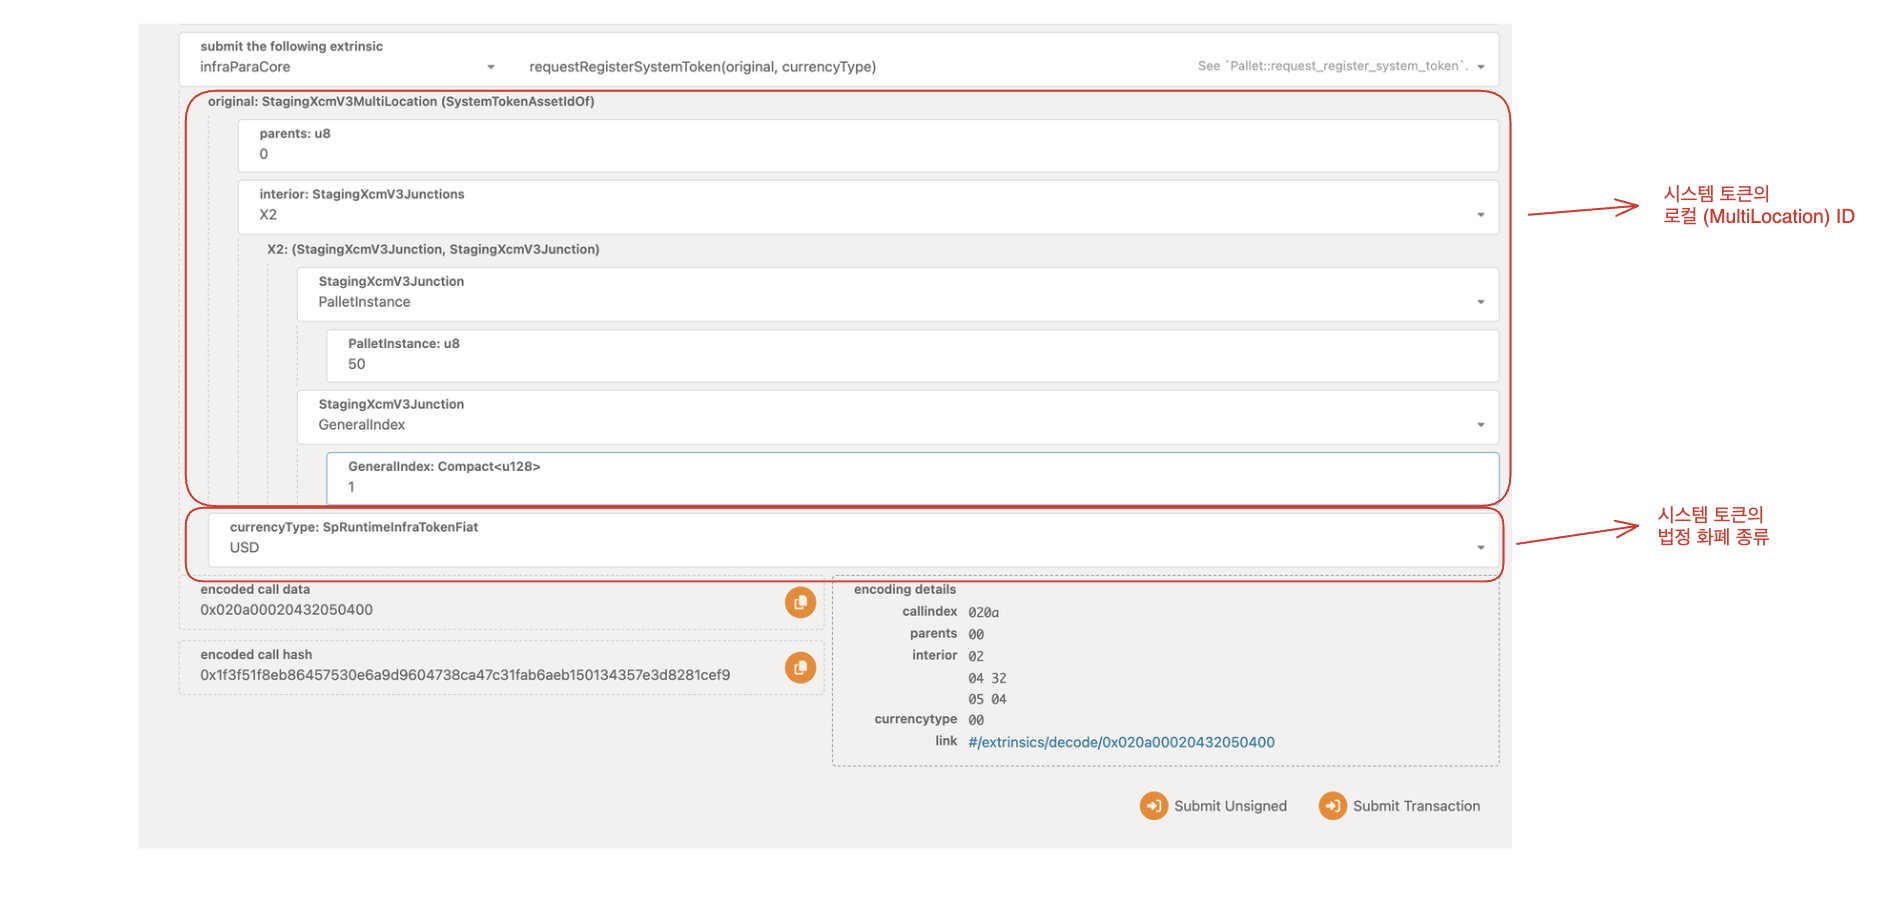 submit the following extrinsic
infraParaCore
requestRegisterSystemToken(original, currencyType)
See `Pallet::request_register_system_token`.
original: StagingXcmV3MultiLocation (SystemTokenAssetIdOf)
parents: u8
0
interior: StagingXcmV3Junctions
X2
X2: (StagingXcmV3Junction, StagingXcmV3Junction)
StagingXcmV3Junction
PalletInstance
PalletInstance: u8
50
StagingXcmV3Junction
GeneralIndex
GeneralIndex: Compact<u128>
1
시스템 토큰의
로컬 (MultiLocation) ID
currencyType: SpRuntimeInfraTokenFiat
USD
시스템 토큰의
법정 화폐 종류
encoded call data
0x020a00020432050400
encoded call hash
0x1f3f51f8eb86457530e6a9d9604738ca47c31fab6aeb150134357e3d8281cef9
encoding details
callindex 020a
parents 00
interior 02
04 32
05 04
currencytype 00
link #/extrinsics/decode/0x020a00020432050400
Submit Unsigned
Submit Transaction